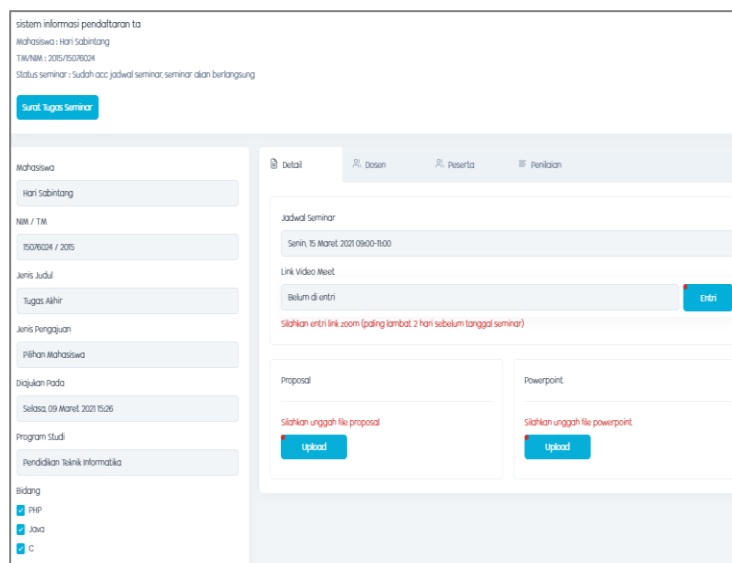 sistem informasi pendaftaran ta
Mahasiswa : Hari Sabintang
TM/NIM : 2015/15076024
Status seminar : Sudah acc jadwal seminar, seminar akan berlangsung
Surat Tugas Seminar
Mahasiswa
Hari Sabintang
NIM / TM
15076024 / 2015
Jenis Judul
Tugas Akhir
Jenis Pengajuan
Pilihan Mahasiswa
Diajukan Pada
Selasa, 09 Maret 2021 15:26
Program Studi
Pendidikan Teknik Informatika
Bidang
PHP
Java
C
Detail
Dosen
Peserta
Penilaian
Jadwal Seminar
Senin, 15 Maret 2021 09:00-11:00
Link Video Meet
Belum di entri
Entri
Silahkan entri link zoom (paling lambat 2 hari sebelum tanggal seminar)
Proposal
Silahkan unggah file proposal
Upload
Powerpoint
Silahkan unggah file powerpoint
Upload